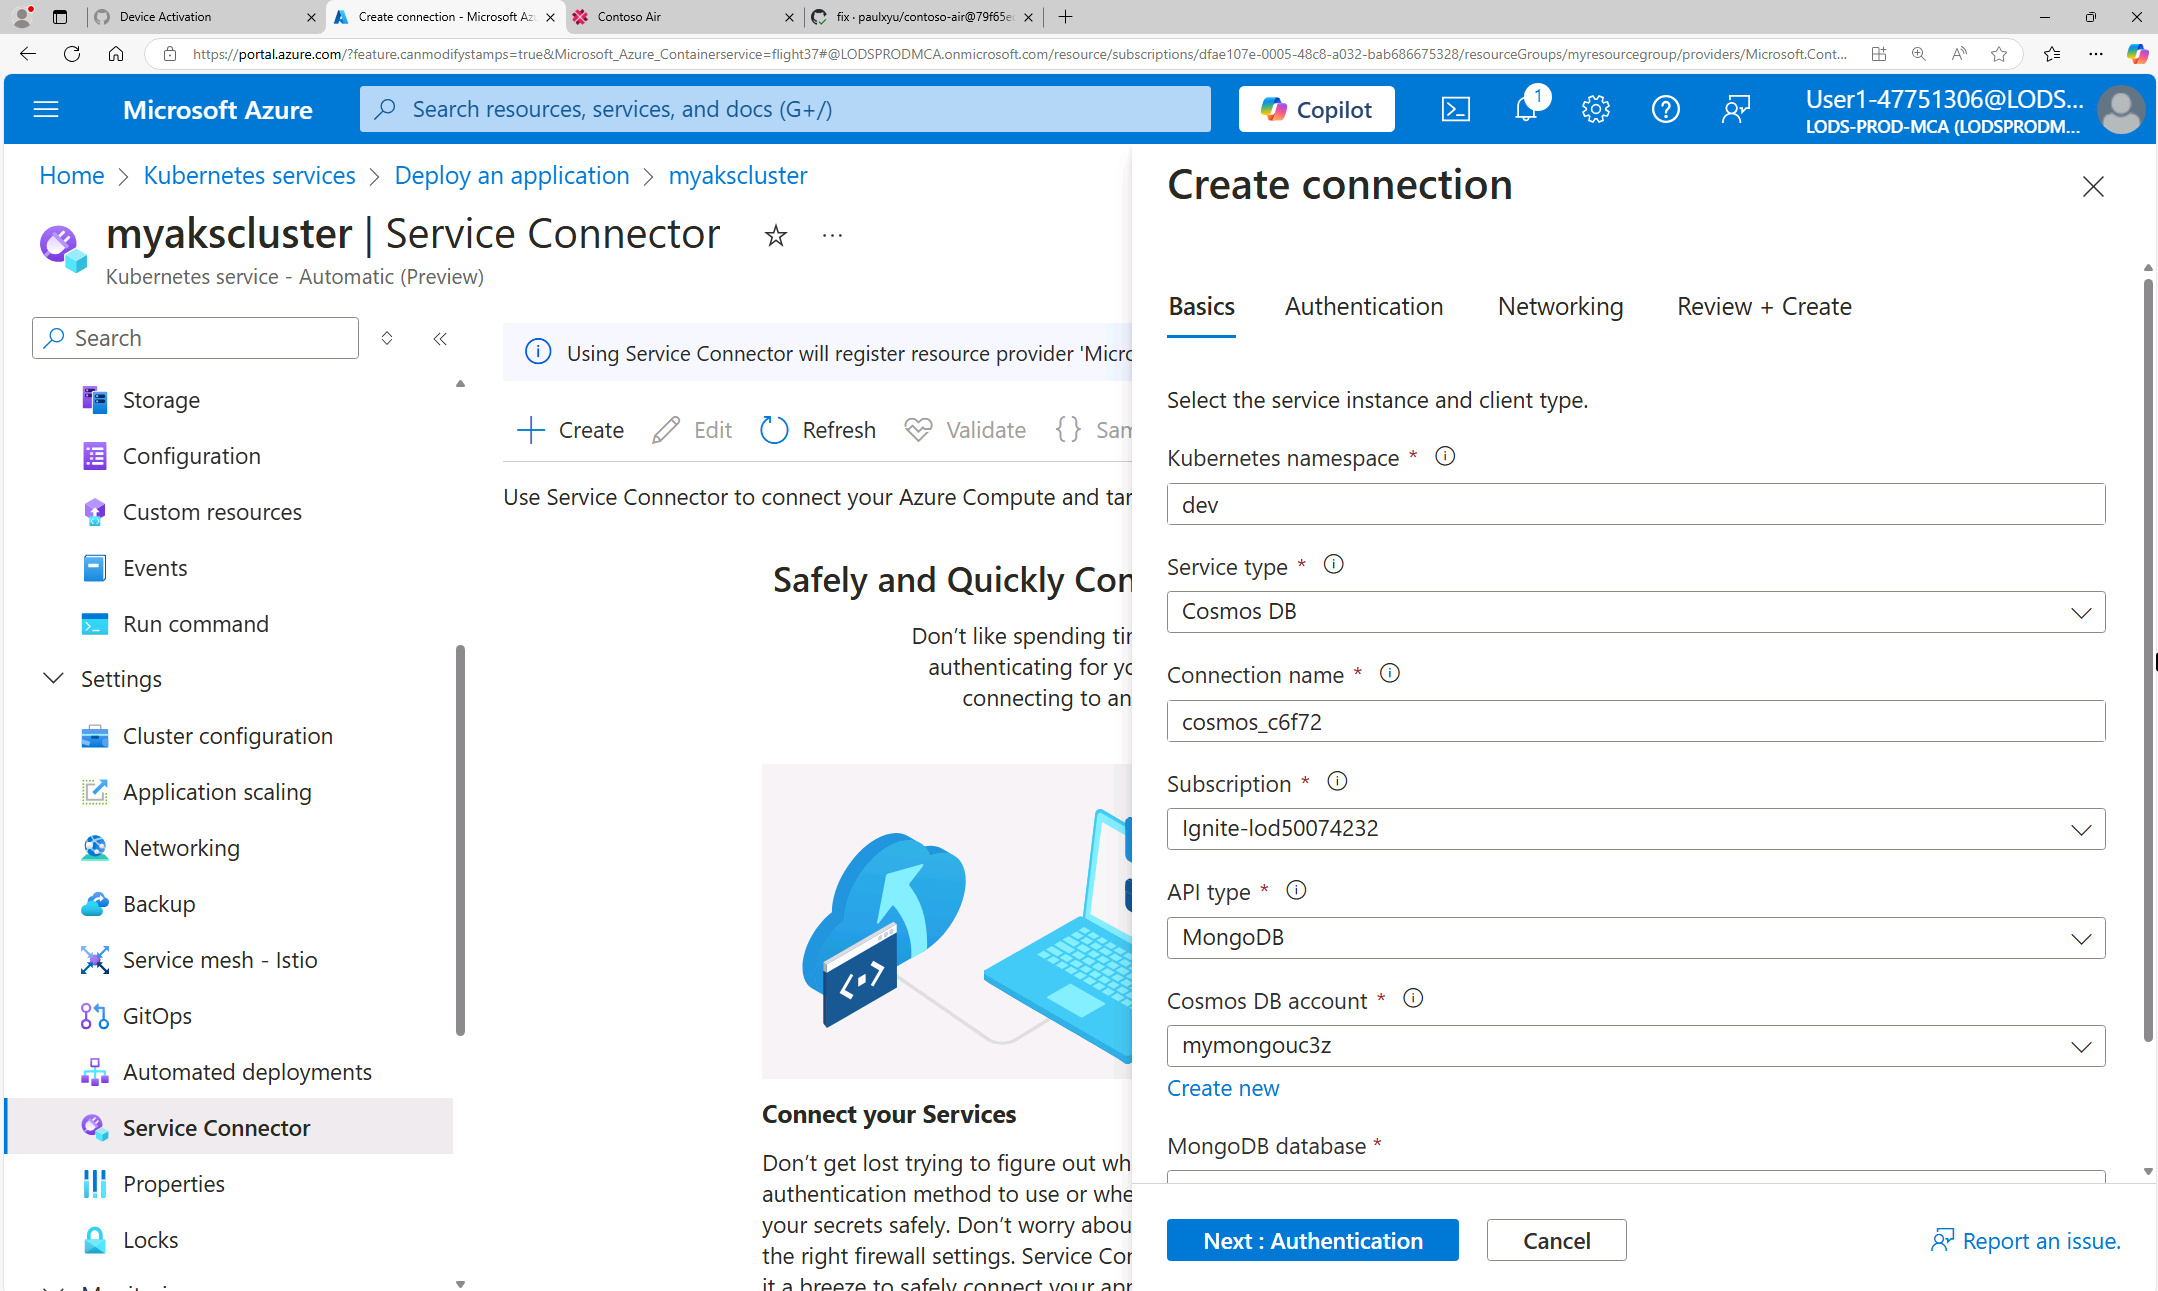 Device Activation
Create connection - Microsoft Az
Contoso Air
fix · paulxyu/contoso-air@79f65e
https://portal.azure.com/?feature.canmodifystamps=true&Microsoft_Azure_Containerservice=flight37#@LODSPRODMCA.onmicrosoft.com/resource/subscriptions/dfae107e-0005-48c8-a032-bab686675328/resourceGroups/myresourcegroup/providers/Microsoft.Cont...
Microsoft Azure
Search resources, services, and docs (G+/)
Copilot
1
User1-47751306@LODS...
LODS-PROD-MCA (LODSPRODM...
Home > Kubernetes services > Deploy an application > myakscluster
myakscluster | Service Connector
Kubernetes service - Automatic (Preview)
Search
Storage
Configuration
Custom resources
Events
Run command
Settings
Cluster configuration
Application scaling
Networking
Backup
Service mesh - Istio
GitOps
Automated deployments
Service Connector
Properties
Locks
Using Service Connector will register resource provider 'Micro
Create
Edit
Refresh
Validate
Sam
Use Service Connector to connect your Azure Compute and tar
Safely and Quickly Con
Don't like spending tir
authenticating for yo
connecting to an
Connect your Services
Don't get lost trying to figure out wh
authentication method to use or whe
your secrets safely. Don't worry abou
the right firewall settings. Service Cor
it a breeze to safely connect your app
Create connection
Basics
Authentication
Networking
Review + Create
Select the service instance and client type.
Kubernetes namespace *
dev
Service type *
Cosmos DB
Connection name *
cosmos_c6f72
Subscription *
Ignite-lod50074232
API type *
MongoDB
Cosmos DB account *
mymongouc3z
Create new
MongoDB database *
Next : Authentication
Cancel
Report an issue.